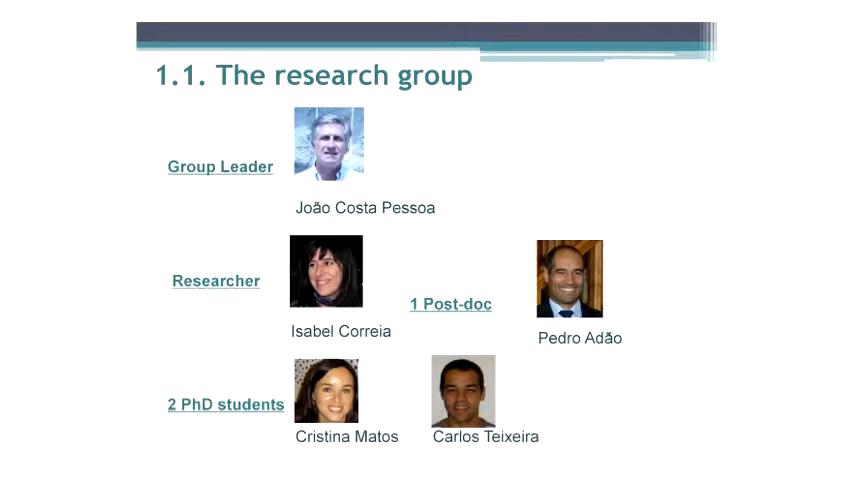 1.1. The research group
Group Leader
João Costa Pessoa
Researcher
1 Post-doc
Isabel Correia
Pedro Adão
2 PhD students
Cristina Matos
Carlos Teixeira